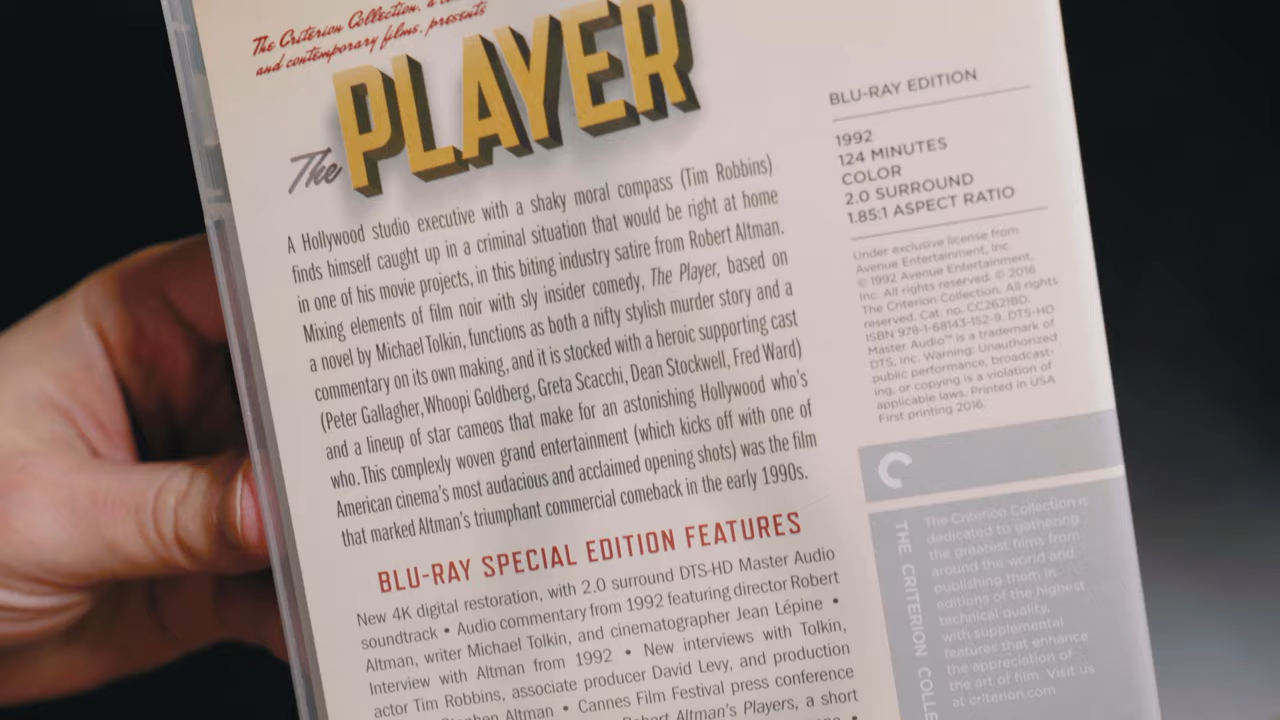 The Criterion Collection, a
and contemporary films, presents
The PLAYER
A Hollywood studio executive with a shaky moral compass (Tim Robbins)
finds himself caught up in a criminal situation that would be right at home
in one of his movie projects, in this biting industry satire from Robert Altman.
Mixing elements of film noir with sly insider comedy, The Player, based on
a novel by Michael Tolkin, functions as both a nifty stylish murder story and a
commentary on its own making, and it is stocked with a heroic supporting cast
(Peter Gallagher, Whoopi Goldberg, Greta Scacchi, Dean Stockwell, Fred Ward)
and a lineup of star cameos that make for an astonishing Hollywood who's
who. This complexly woven grand entertainment (which kicks off with one of
American cinema's most audacious and acclaimed opening shots) was the film
that marked Altman's triumphant commercial comeback in the early 1990s.
BLU-RAY SPECIAL EDITION FEATURES
New 4K digital restoration, with 2.0 surround DTS-HD Master Audio
soundtrack • Audio commentary from 1992 featuring director Robert
Altman, writer Michael Tolkin, and cinematographer Jean Lépine •
Interview with Altman from 1992 • New interviews with Tolkin,
actor Tim Robbins, associate producer David Levy, and production
Altman • Cannes Film Festival press conference
Altman's Players, a short
BLU-RAY EDITION
1992
124 MINUTES
COLOR
2.0 SURROUND
1.85:1 ASPECT RATIO
Under exclusive license from
Avenue Entertainment, Inc.
© 1992 Avenue Entertainment,
Inc. All rights reserved. © 2016
The Criterion Collection. All rights
reserved. Cat. no. CC2621BD.
ISBN 978-1-68143-152-9. DTS-HD
Master Audio™ is a trademark of
DTS, Inc. Warning: Unauthorized
public performance, broadcast-
ing, or copying is a violation of
applicable laws. Printed in USA
First printing 2016.
THE CRITERION COLLE
The Criterion Collection is
dedicated to gathering
the greatest films from
around the world and
publishing them in
editions of the highest
technical quality,
with supplemental
features that enhance
the appreciation of
the art of film. Visit us
at criterion.com